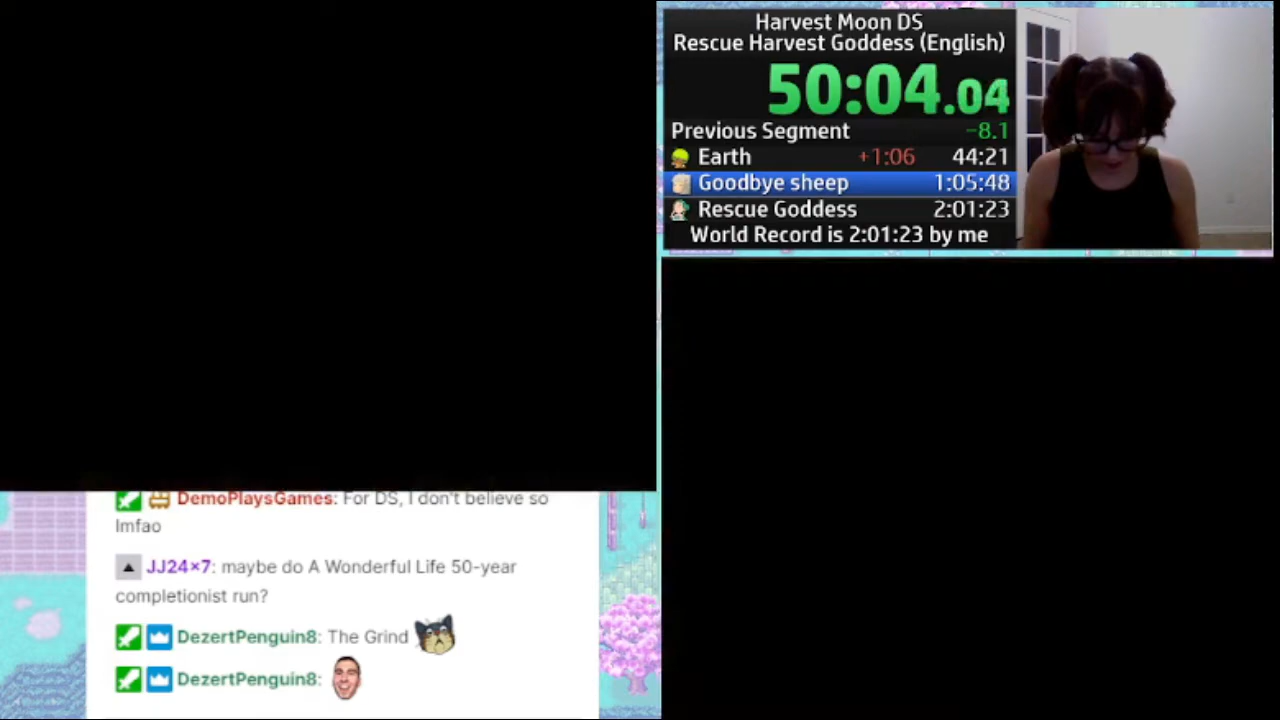 Harvest Moon DS
Rescue Harvest Goddess (English)
50:04.04
Previous Segment -8.1
Earth +1:06 44:21
Goodbye sheep 1:05:48
Rescue Goddess 2:01:23
World Record is 2:01:23 by me
DemoPlaysGames: For DS, I don't believe so
lmfao
JJ24x7: maybe do A Wonderful Life 50-year
completionist run?
DezertPenguin8: The Grind
DezertPenguin8: